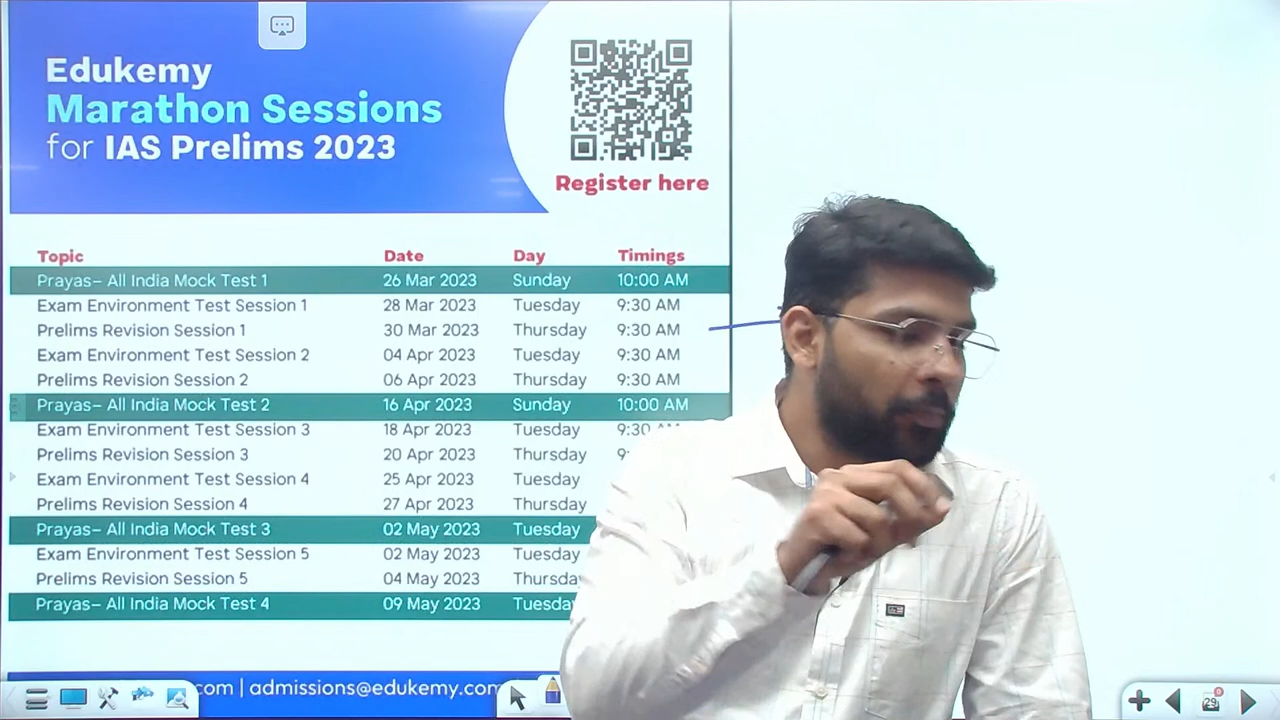 Edukemy
Marathon Sessions
for IAS Prelims 2023
Register here
Topic Date Day Timings
Prayas– All India Mock Test 1 26 Mar 2023 Sunday 10:00 AM
Exam Environment Test Session 1 28 Mar 2023 Tuesday 9:30 AM
Prelims Revision Session 1 30 Mar 2023 Thursday 9:30 AM
Exam Environment Test Session 2 04 Apr 2023 Tuesday 9:30 AM
Prelims Revision Session 2 06 Apr 2023 Thursday 9:30 AM
Prayas– All India Mock Test 2 16 Apr 2023 Sunday 10:00 AM
Exam Environment Test Session 3 18 Apr 2023 Tuesday 9:30
Prelims Revision Session 3 20 Apr 2023 Thursday
Exam Environment Test Session 4 25 Apr 2023 Tuesday
Prelims Revision Session 4 27 Apr 2023 Thursday
Prayas– All India Mock Test 3 02 May 2023 Tuesday
Exam Environment Test Session 5 02 May 2023 Tuesday
Prelims Revision Session 5 04 May 2023 Thursda
Prayas– All India Mock Test 4 09 May 2023 Tuesda
com | admissions@edukemy.com
29